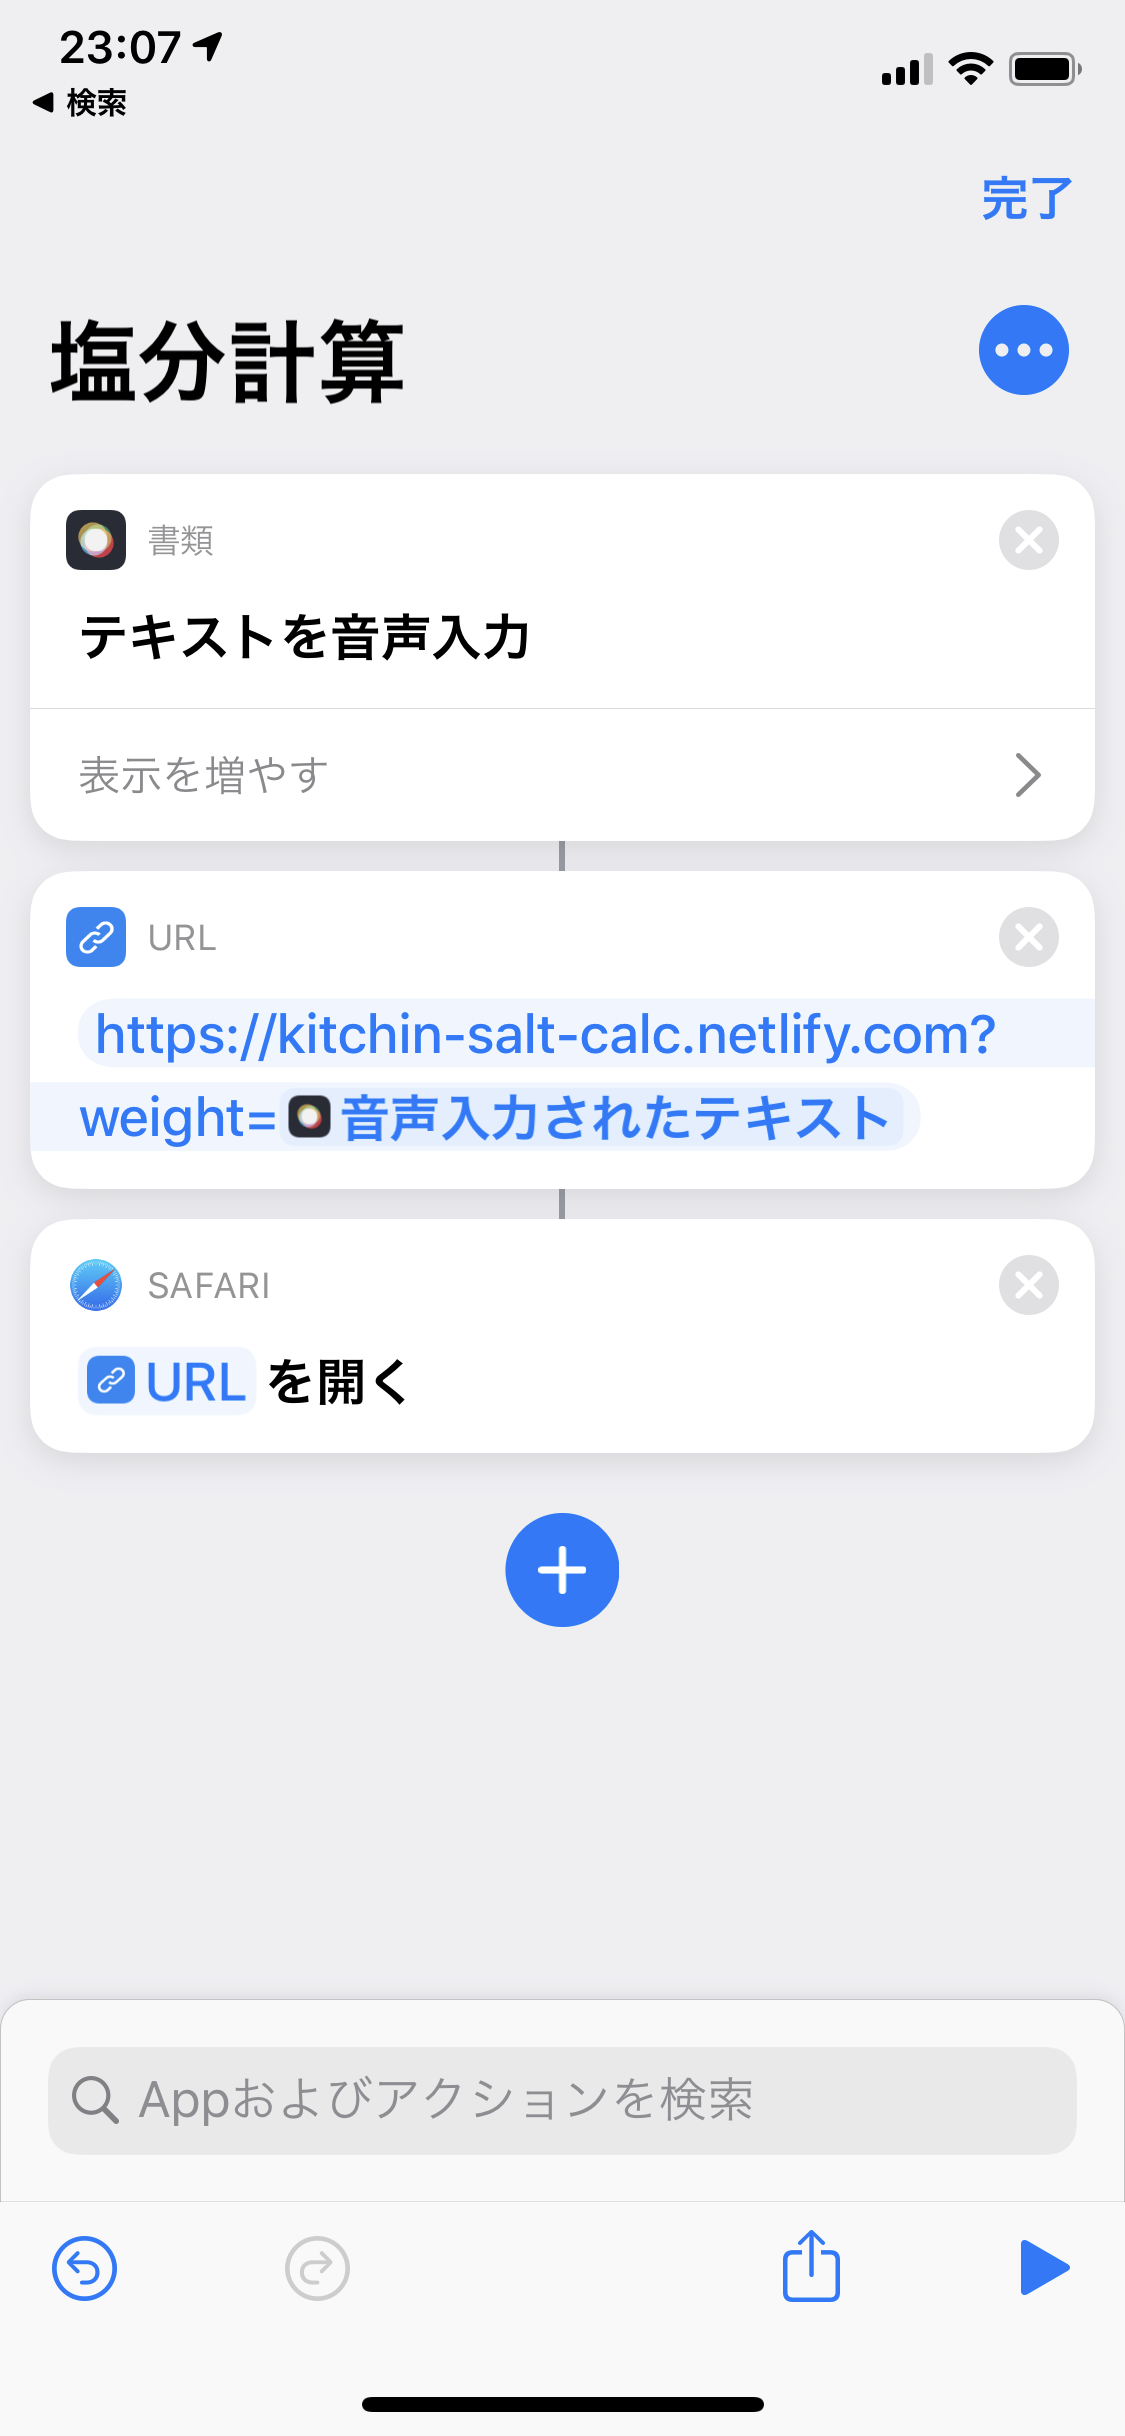 23:07
検索
完了
塩分計算
書類
テキストを音声入力
表示を増やす
URL
https://kitchin-salt-calc.netlify.com?
weight=音声入力されたテキスト
SAFARI
URL を開く
Appおよびアクションを検索